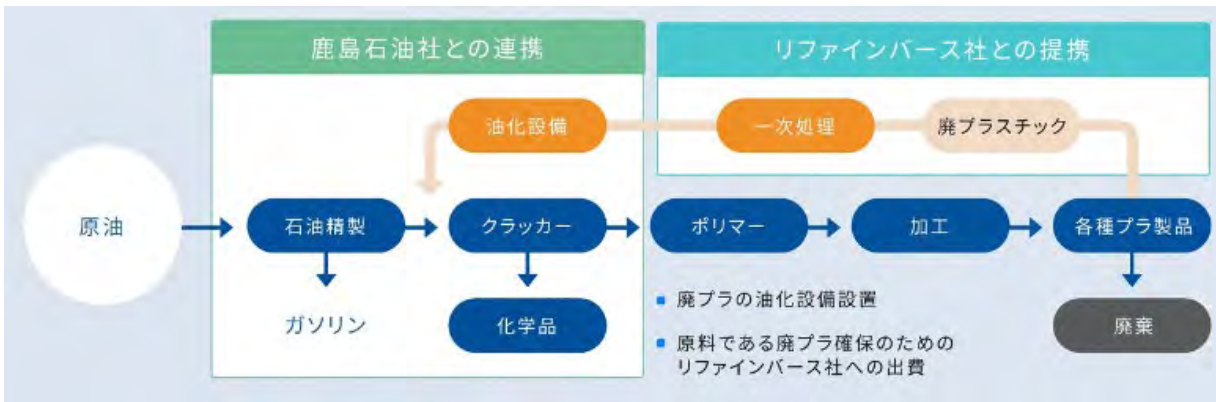 鹿島石油社との連携
リファインバース社との提携
油化設備
一次処理
廃プラスチック
原油
石油精製
クラッカー
ポリマー
加工
各種プラ製品
ガソリン
化学品
廃プラの油化設備設置
原料である廃プラ確保のための
リファインバース社への出費
廃棄